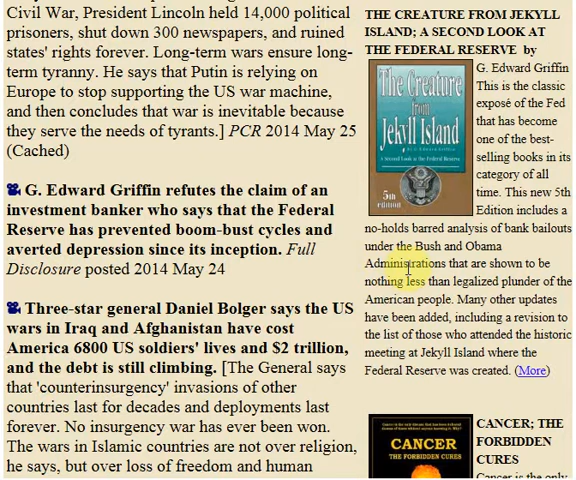 Civil War, President Lincoln held 14,000 political
prisoners, shut down 300 newspapers, and ruined
states' rights forever. Long-term wars ensure long-
term tyranny. He says that Putin is relying on
Europe to stop supporting the US war machine,
and then concludes that war is inevitable because
they serve the needs of tyrants.] PCR 2014 May 25
(Cached)
G. Edward Griffin refutes the claim of an
investment banker who says that the Federal
Reserve has prevented boom-bust cycles and
averted depression since its inception. Full
Disclosure posted 2014 May 24
Three-star general Daniel Bolger says the US
wars in Iraq and Afghanistan have cost
America 6800 US soldiers' lives and $2 trillion,
and the debt is still climbing. [The General says
that 'counterinsurgency' invasions of other
countries last for decades and deployments last
forever. No insurgency war has ever been won.
The wars in Islamic countries are not over religion,
he says, but over loss of freedom and human
THE CREATURE FROM JEKYLL
ISLAND; A SECOND LOOK AT
THE FEDERAL RESERVE by
G. Edward Griffin
This is the classic
exposé of the Fed
that has become
one of the best-
selling books in its
category of all
time. This new 5th
Edition includes a
no-holds barred analysis of bank bailouts
under the Bush and Obama
Administrations that are shown to be
nothing less than legalized plunder of the
American people. Many other updates
have been added, including a revision to
the list of those who attended the historic
meeting at Jekyll Island where the
Federal Reserve was created. (More)
The Creature
from
Jekyll Island
A Second Look at the Federal Reserve
5th
edition
CANCER; THE
FORBIDDEN
CURES
Cancer is the only
CANCER
THE FORBIDDEN CURES